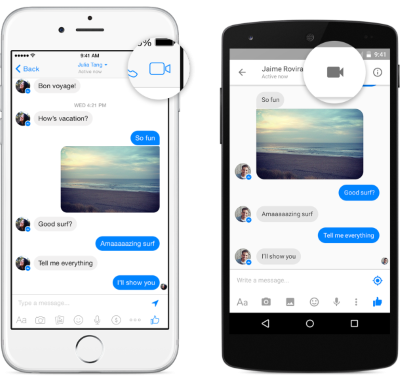 9:41 AM
%
Back
Julie Tang
Active now
Bon voyage!
WED 4:31 PM
How's vacation?
So fun
Good surf?
Amaaaaazing surf
Tell me everything
I'll show you
Type a message...
Aa
$
9:41
Jaime Rovira
Active now
So fun
Good surf?
Amaaaaazing surf
Tell me everything
I'll show you
Write a message...
Aa